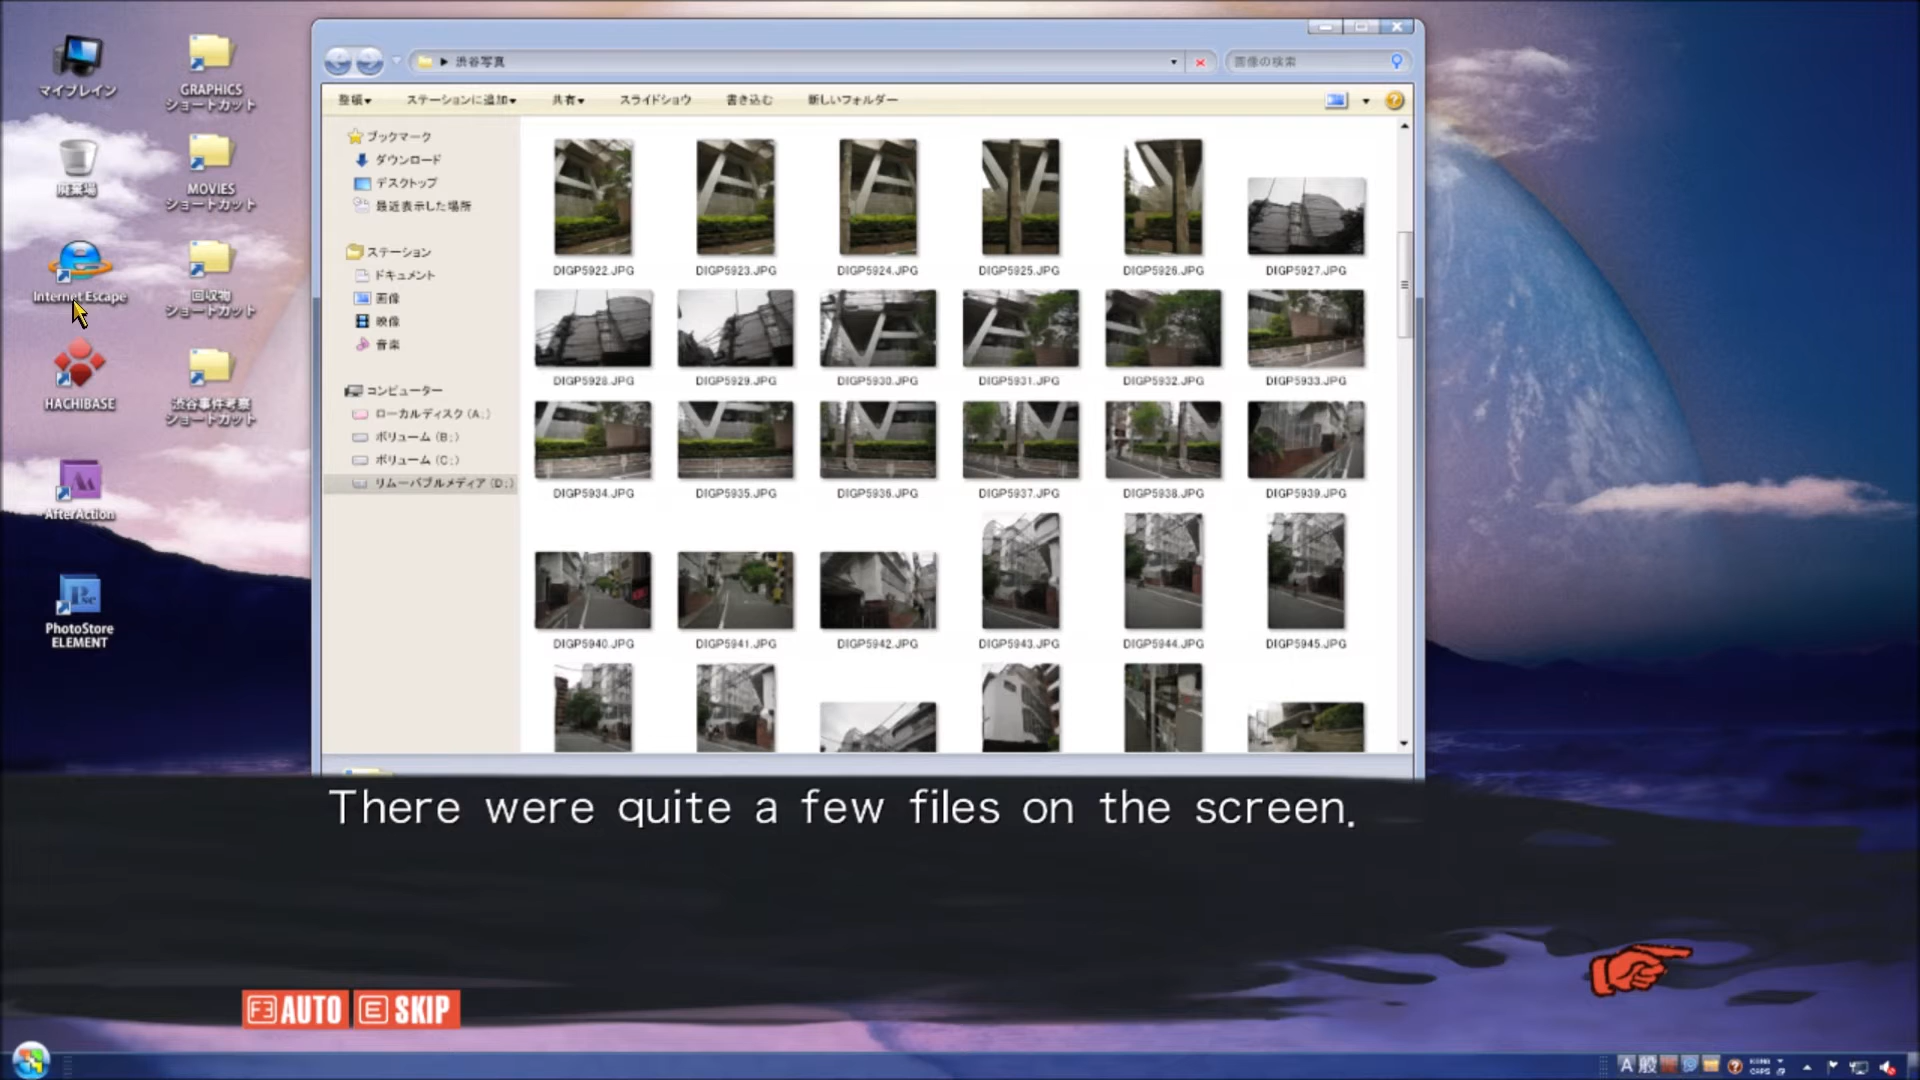 マイブレイン
廃棄場
Internet Escape
HACHIBASE
AfterAction
PhotoStore
ELEMENT
GRAPHICS
ショートカット
MOVIES
ショートカット
回収物
ショートカット
渋谷事件考察
ショートカット
渋谷写真
画像の検索
整頓 ステーションに追加 共有 スライドショウ 書き込む 新しいフォルダー
ブックマーク
ダウンロード
デスクトップ
最近表示した場所
ステーション
ドキュメント
画像
映像
音楽
コンピューター
ローカルディスク (A:)
ボリューム (B:)
ボリューム (C:)
リムーバブルメディア (D:)
DIGP5922.JPG DIGP5923.JPG DIGP5924.JPG DIGP5925.JPG DIGP5926.JPG DIGP5927.JPG
DIGP5928.JPG DIGP5929.JPG DIGP5930.JPG DIGP5931.JPG DIGP5932.JPG DIGP5933.JPG
DIGP5934.JPG DIGP5935.JPG DIGP5936.JPG DIGP5937.JPG DIGP5938.JPG DIGP5939.JPG
DIGP5940.JPG DIGP5941.JPG DIGP5942.JPG DIGP5943.JPG DIGP5944.JPG DIGP5945.JPG
There were quite a few files on the screen.
F3 AUTO E SKIP
A 般